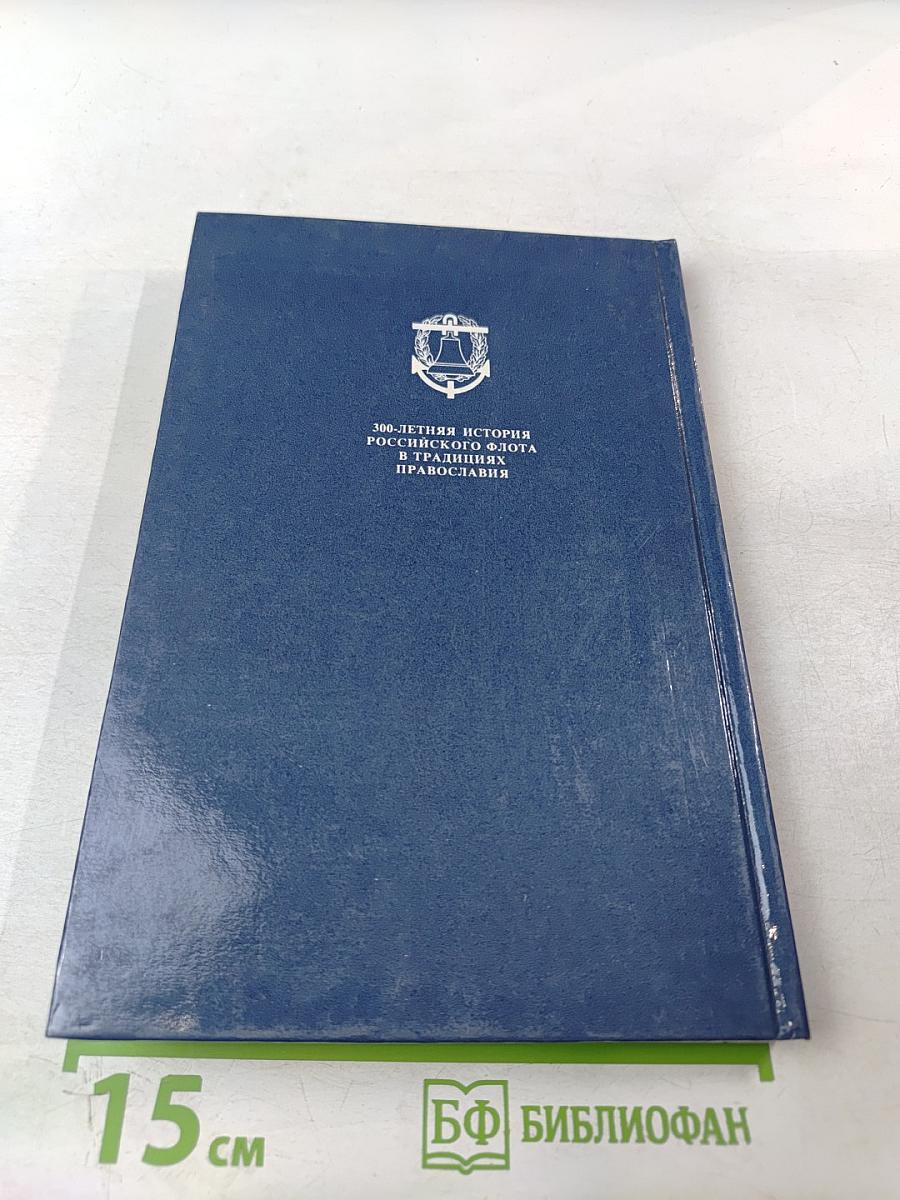 300-ЛЕТНЯЯ ИСТОРИЯ
РОССИЙСКОГО ФЛОТА
В ТРАДИЦИЯХ
ПРАВОСЛАВИЯ
15 см
БФ БИБЛИОФАН